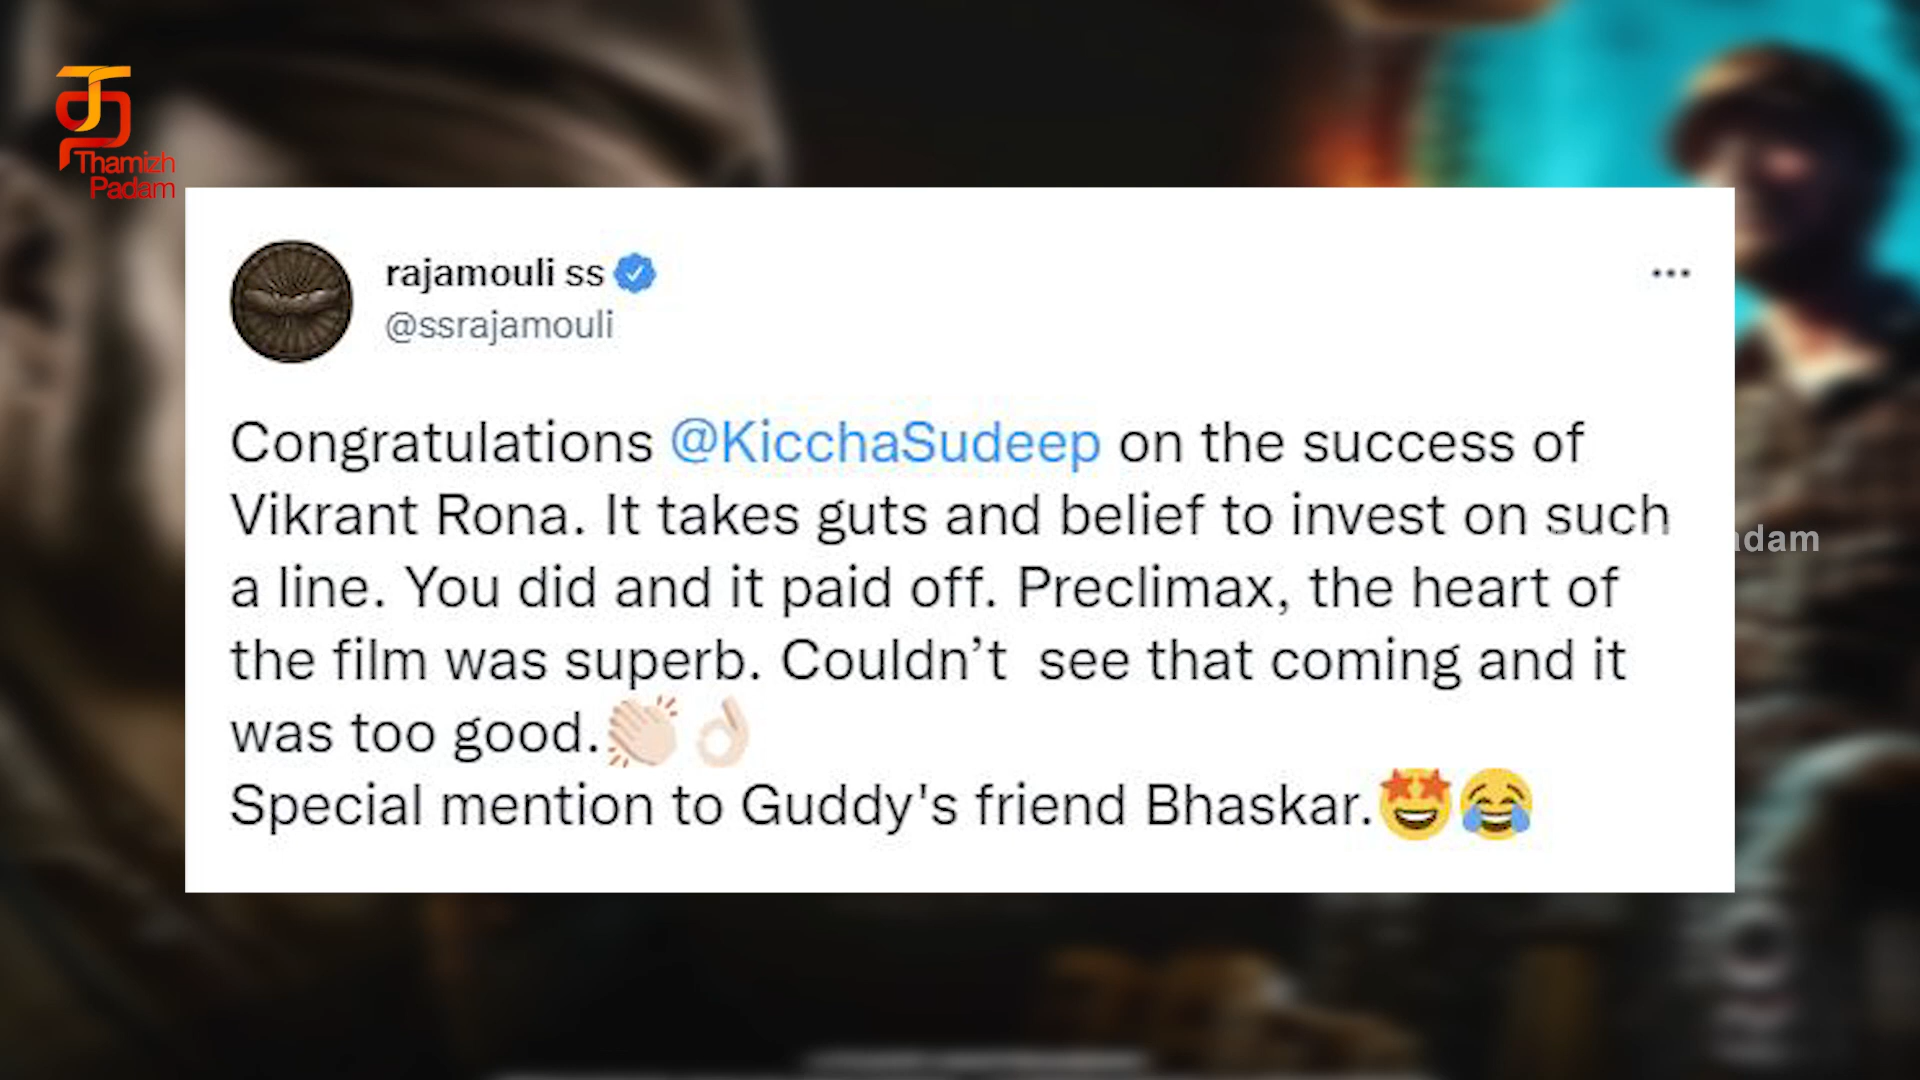 Thamizh
Padam
rajamouli ss
@ssrajamouli
Congratulations @KicchaSudeep on the success of
Vikrant Rona. It takes guts and belief to invest on such
a line. You did and it paid off. Preclimax, the heart of
the film was superb. Couldn’t  see that coming and it
was too good.👏🏻👌🏻
Special mention to Guddy's friend Bhaskar.🤩😂